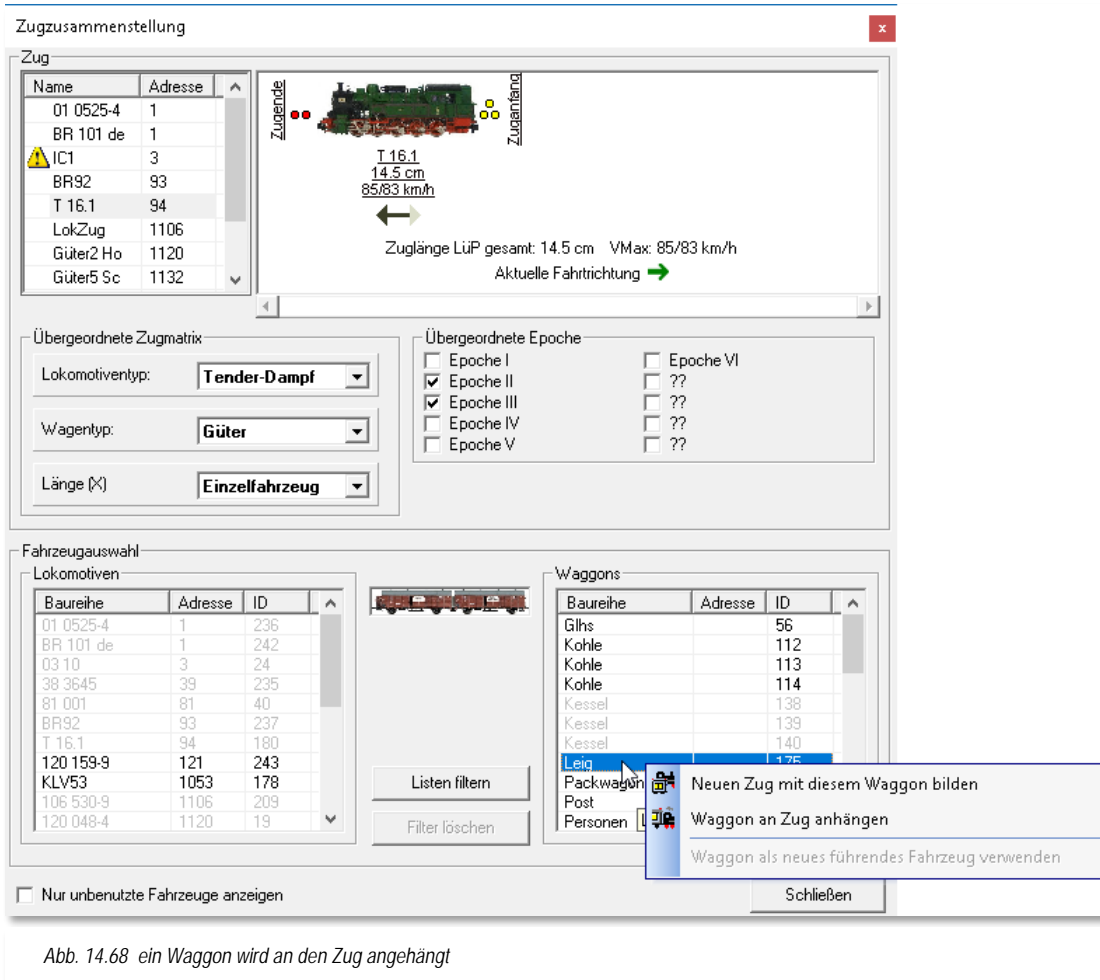 Zugzusammenstellung
x
Zug
Name Adresse
01 0525-4 1
BR 101 de 1
IC1 3
BR92 93
T 16.1 94
LokZug 1106
Güter2 Ho 1120
Güter5 Sc 1132
Zugende
Zuganfang
T 16.1
14.5 cm
85/83 km/h
Zuglänge LüP gesamt: 14.5 cm VMax: 85/83 km/h
Aktuelle Fahrtrichtung
Übergeordnete Zugmatrix
Lokomotiventyp: Tender-Dampf
Wagentyp: Güter
Länge (X) Einzelfahrzeug
Übergeordnete Epoche
Epoche I Epoche VI
Epoche II ??
Epoche III ??
Epoche IV ??
Epoche V ??
Fahrzeugauswahl
Lokomotiven
Baureihe Adresse ID
01 0525-4 1 236
BR 101 de 1 242
03 10 3 24
38 3645 39 235
81 001 81 40
BR92 93 237
T 16.1 94 180
120 159-9 121 243
KLV53 1053 178
106 530-9 1106 209
120 048-4 1120 19
Listen filtern
Filter löschen
Waggons
Baureihe Adresse ID
Glhs 56
Kohle 112
Kohle 113
Kohle 114
Kessel 138
Kessel 139
Kessel 140
Leig 175
Packwagon
Post
Personen
Neuen Zug mit diesem Waggon bilden
Waggon an Zug anhängen
Waggon als neues führendes Fahrzeug verwenden
Nur unbenutzte Fahrzeuge anzeigen
Schließen
Abb. 14.68 ein Waggon wird an den Zug angehängt